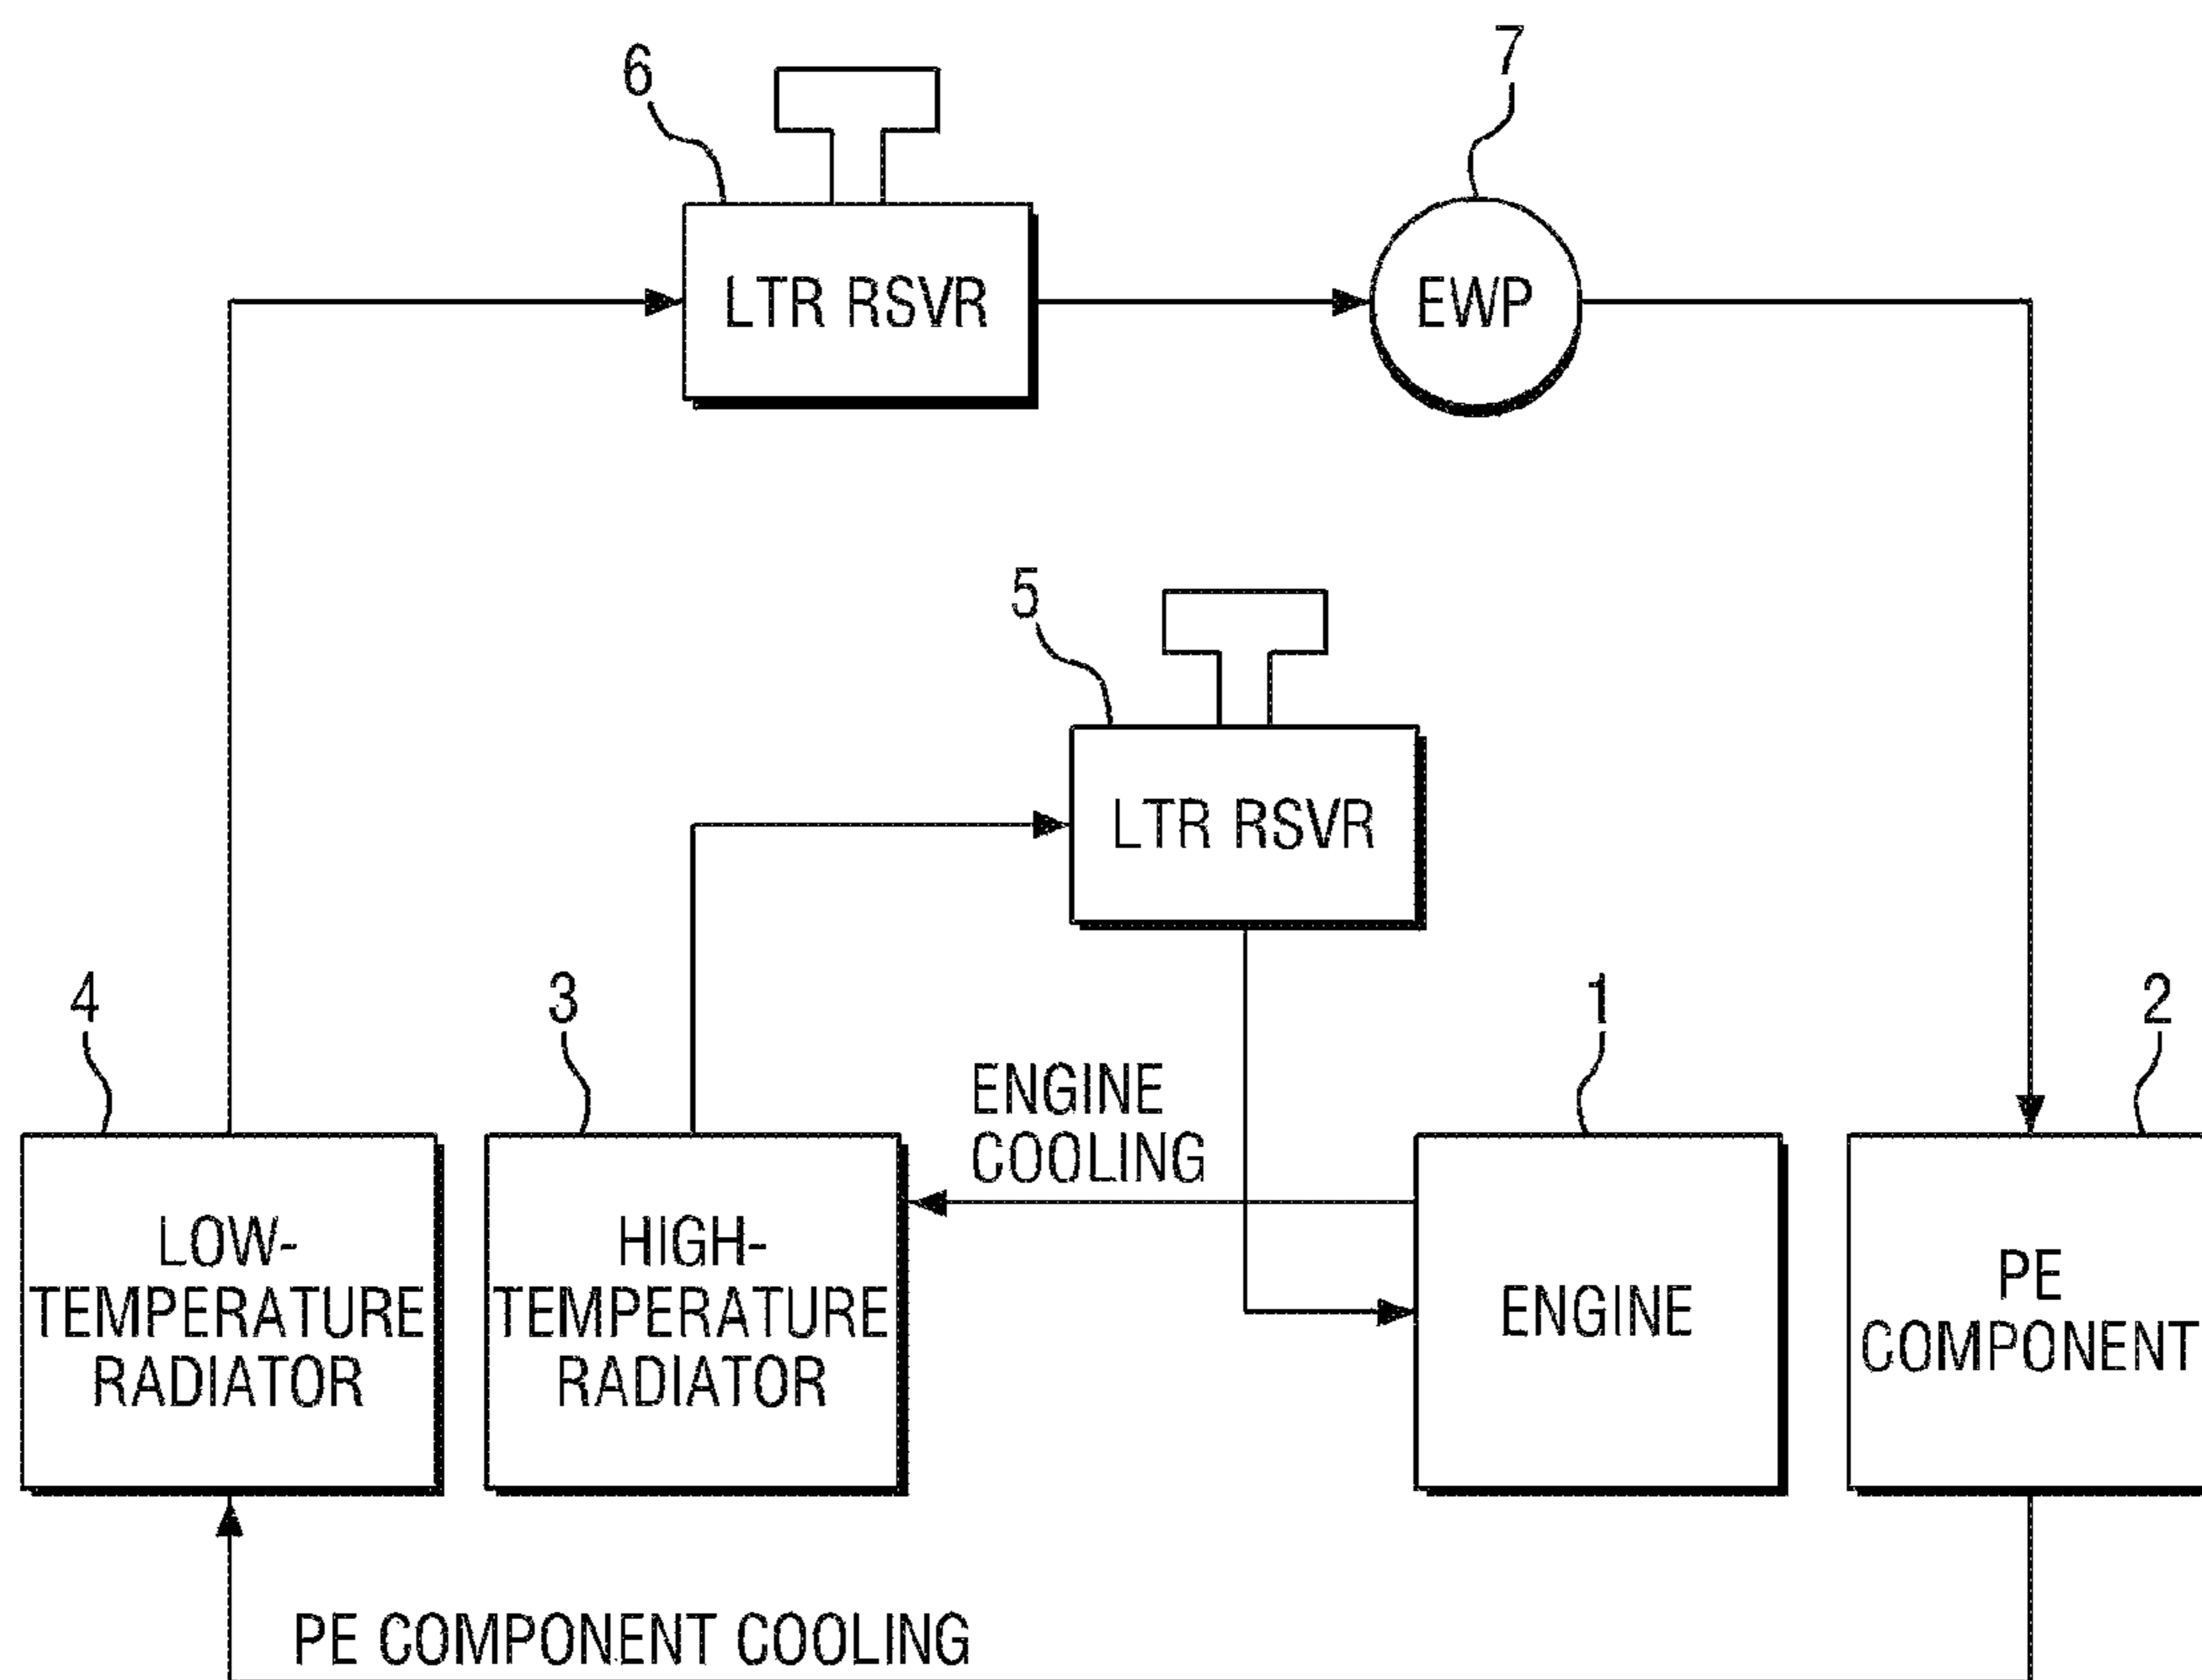 6
7
LTR RSVR
EWP
5
LTR RSVR
4
3
1
2
ENGINE
COOLING
LOW-
TEMPERATURE
RADIATOR
HIGH-
TEMPERATURE
RADIATOR
ENGINE
PE
COMPONENT
PE COMPONENT COOLING